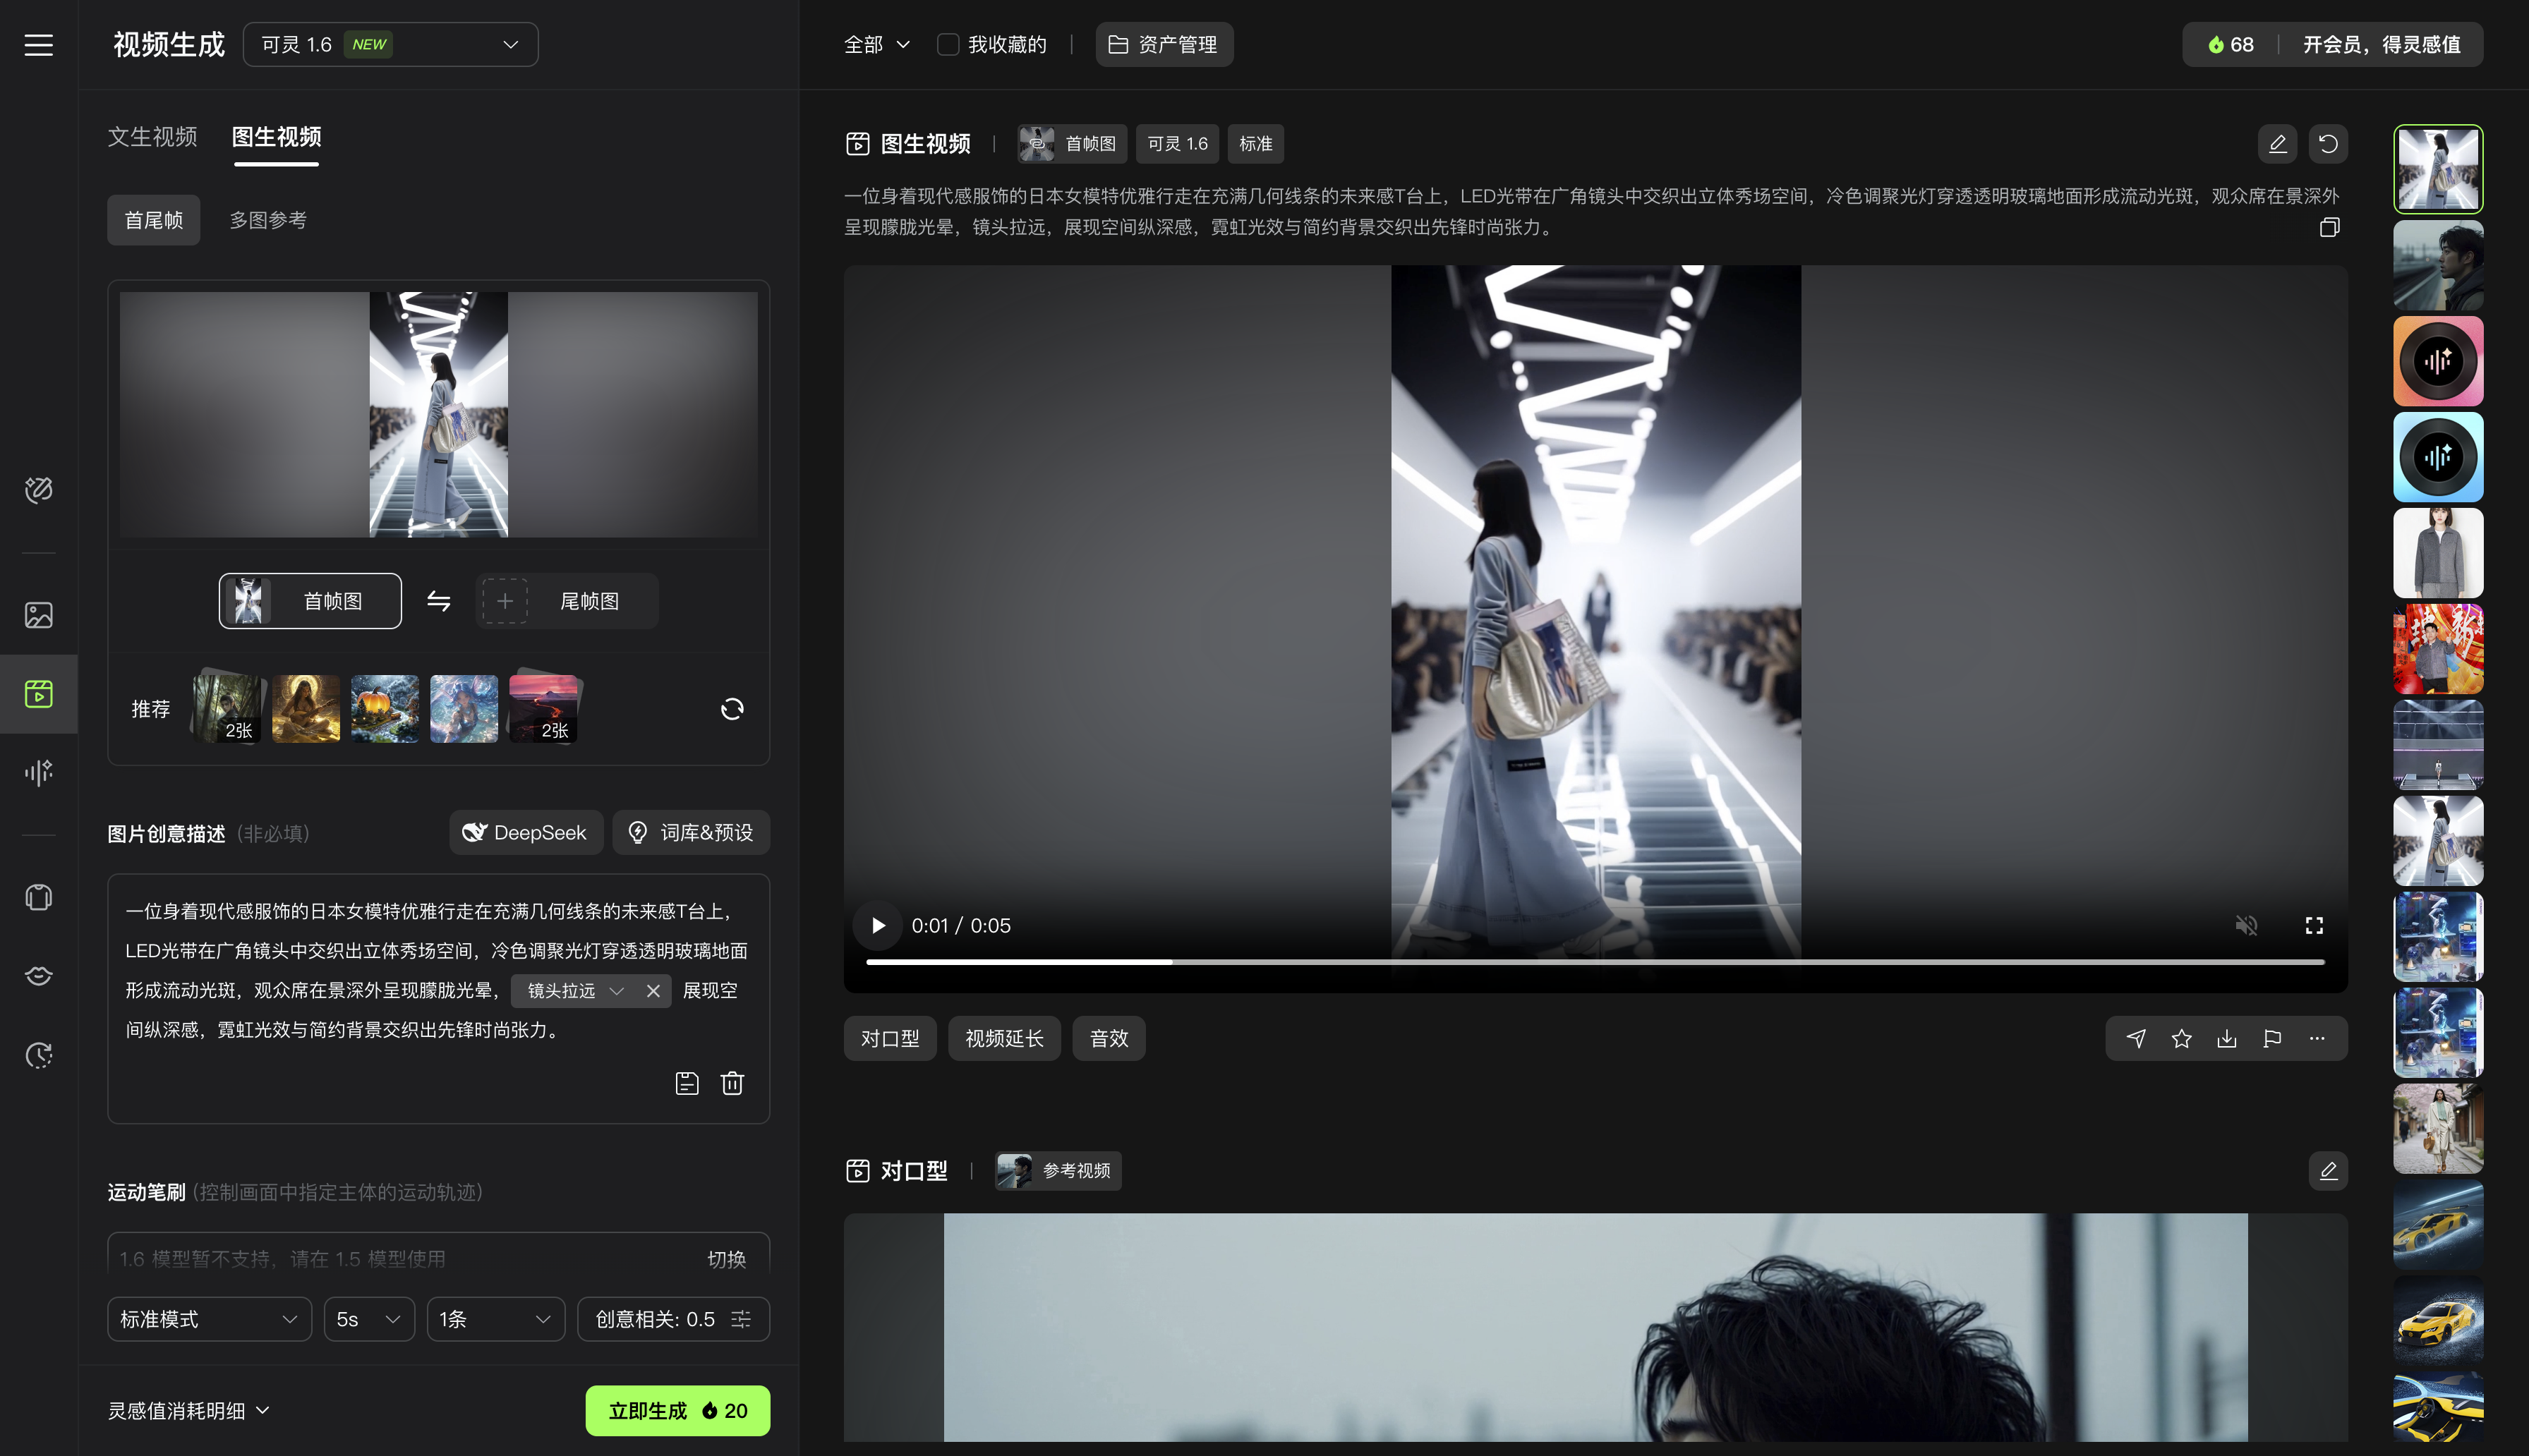 视频生成
可灵 1.6 NEW
全部
我收藏的
资产管理
68
开会员，得灵感值
文生视频
图生视频
首尾帧
多图参考
首帧图
尾帧图
推荐
2张
2张
图片创意描述 (非必填)
DeepSeek
词库&预设
一位身着现代感服饰的日本女模特优雅行走在充满几何线条的未来感T台上，
LED光带在广角镜头中交织出立体秀场空间，冷色调聚光灯穿透透明玻璃地面
形成流动光斑，观众席在景深外呈现朦胧光晕， 镜头拉远 展现空
间纵深感，霓虹光效与简约背景交织出先锋时尚张力。
运动笔刷 (控制画面中指定主体的运动轨迹)
1.6 模型暂不支持，请在 1.5 模型使用
切换
标准模式
5s
1条
创意相关: 0.5
灵感值消耗明细
立即生成 20
图生视频
首帧图
可灵 1.6
标准
一位身着现代感服饰的日本女模特优雅行走在充满几何线条的未来感T台上，LED光带在广角镜头中交织出立体秀场空间，冷色调聚光灯穿透透明玻璃地面形成流动光斑，观众席在景深外
呈现朦胧光晕，镜头拉远，展现空间纵深感，霓虹光效与简约背景交织出先锋时尚张力。
0:01 / 0:05
对口型
视频延长
音效
对口型
参考视频